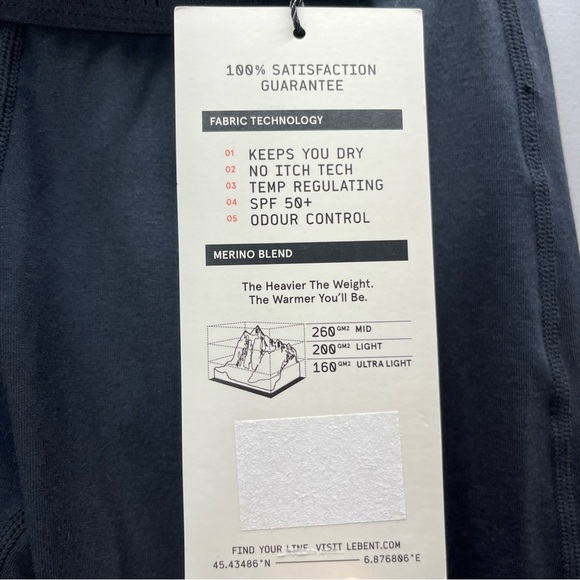 100% SATISFACTION
GUARANTEE
FABRIC TECHNOLOGY
01 KEEPS YOU DRY
02 NO ITCH TECH
03 TEMP REGULATING
04 SPF 50+
05 ODOUR CONTROL
MERINO BLEND
The Heavier The Weight.
The Warmer You'll Be.
260 GM2 MID
200 GM2 LIGHT
160 GM2 ULTRA LIGHT
FIND YOUR LINE. VISIT LEBENT.COM
45.43486°N 6.876806°E